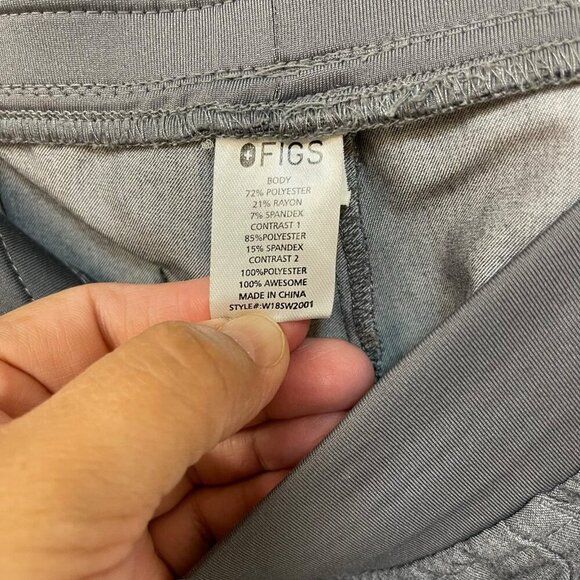 FIGS
BODY
72% POLYESTER
21% RAYON
7% SPANDEX
CONTRAST 1
85%POLYESTER
15% SPANDEX
CONTRAST 2
100%POLYESTER
100% AWESOME
MADE IN CHINA
STYLE#:W18SW2001